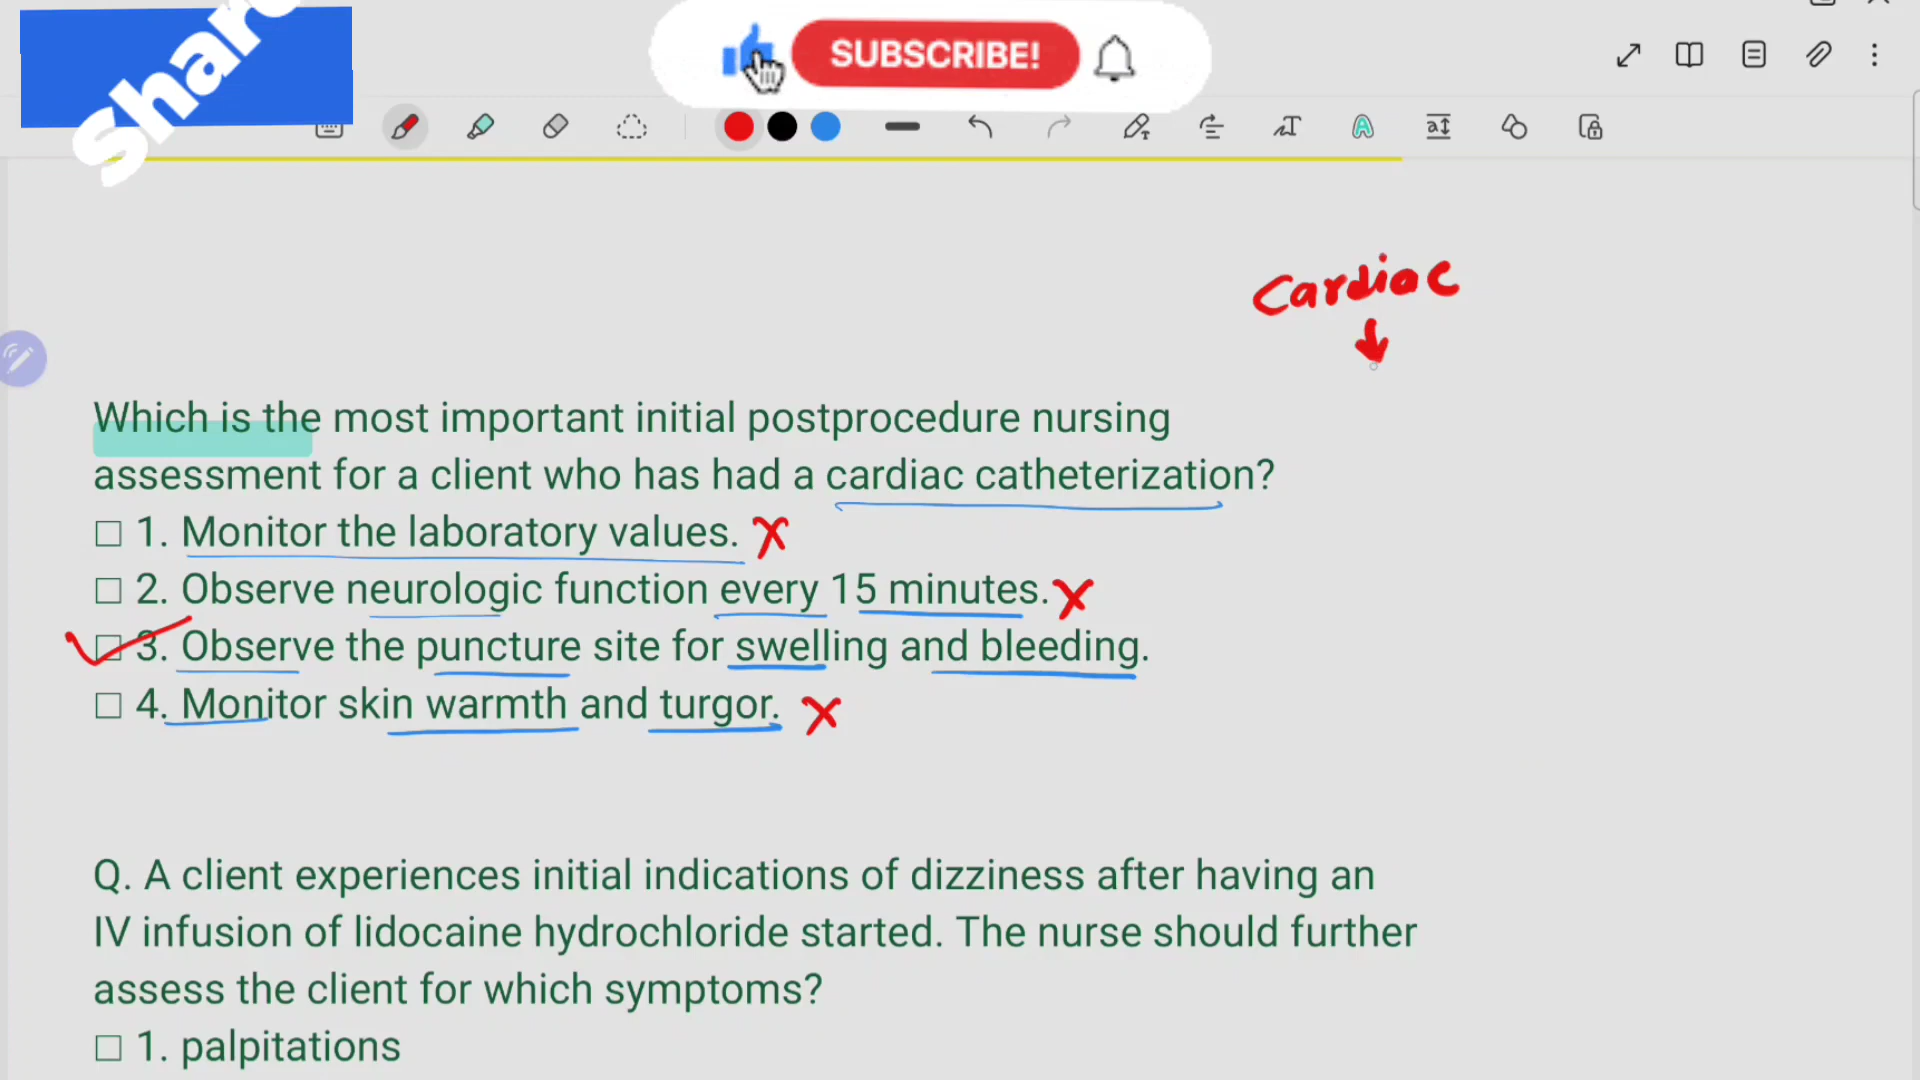 Share
SUBSCRIBE!
Cardiac
Which is the most important initial postprocedure nursing
assessment for a client who has had a cardiac catheterization?
☐ 1. Monitor the laboratory values. X
☐ 2. Observe neurologic function every 15 minutes. X
☐ 3. Observe the puncture site for swelling and bleeding.
☐ 4. Monitor skin warmth and turgor. X
Q. A client experiences initial indications of dizziness after having an
IV infusion of lidocaine hydrochloride started. The nurse should further
assess the client for which symptoms?
☐ 1. palpitations